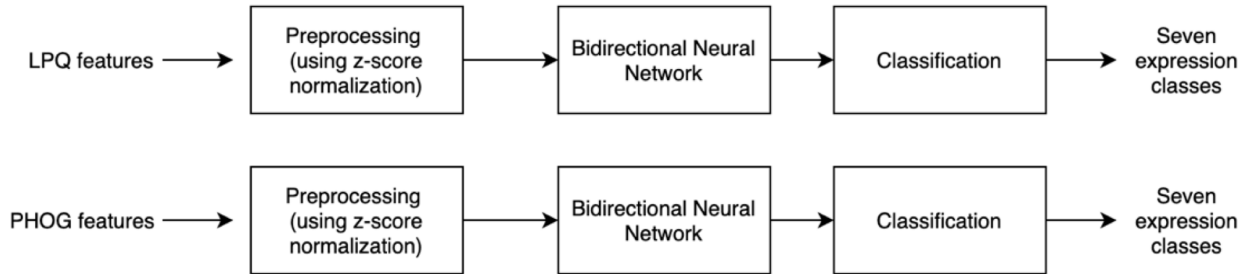 LPQ features
Preprocessing
(using z-score
normalization)
Bidirectional Neural
Network
Classification
Seven
expression
classes
PHOG features
Preprocessing
(using z-score
normalization)
Bidirectional Neural
Network
Classification
Seven
expression
classes